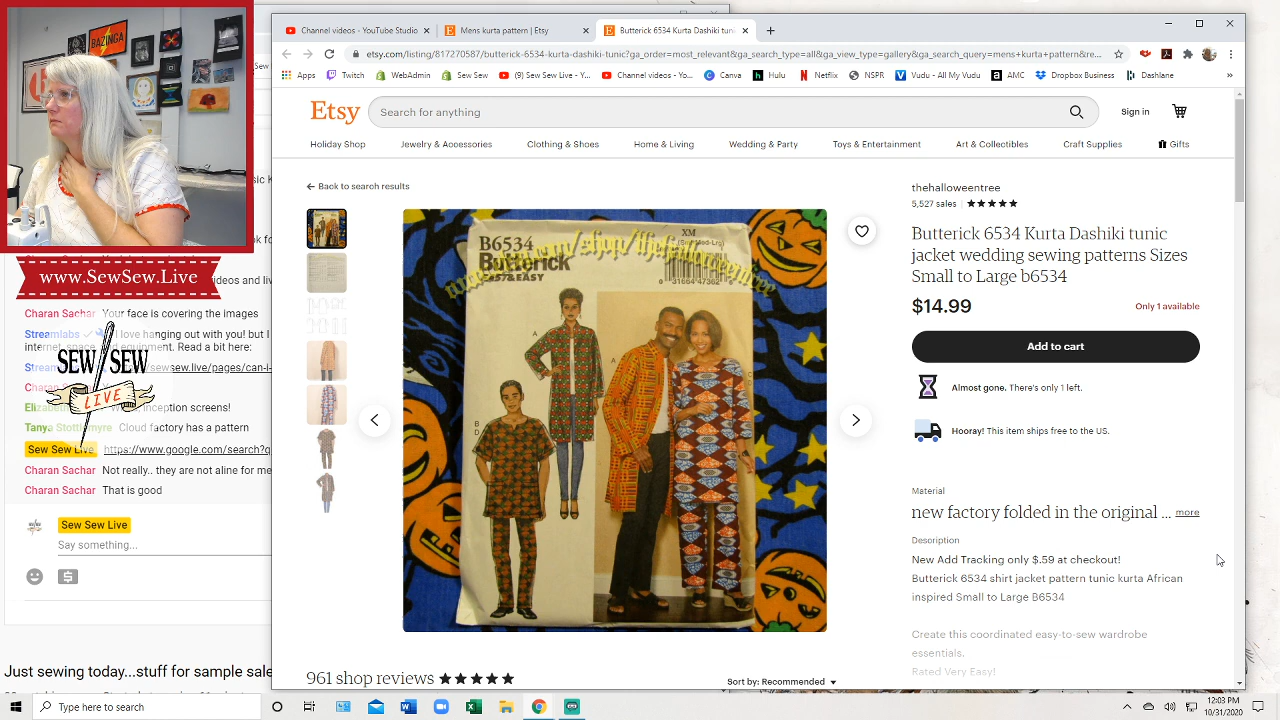 BAZINGA
www.SewSew.Live
SEW SEW
LIVE
Channel videos - YouTube Studio
Mens kurta pattern | Etsy
Butterick 6534 Kurta Dashiki tunic
etsy.com/listing/817270587/butterick-6534-kurta-dashiki-tunic?ga_order=most_relevant&ga_search_type=all&ga_view_type=gallery&ga_search_query=mens+kurta+pattern&re...
Apps
Twitch
WebAdmin
Sew Sew
(9) Sew Sew Live - Y...
Channel videos - Yo...
Canva
Hulu
Netflix
NSPR
Vudu - All My Vudu
AMC
Dropbox Business
Dashlane
»
Etsy
Search for anything
Sign in
Holiday Shop
Jewelry & Accessories
Clothing & Shoes
Home & Living
Wedding & Party
Toys & Entertainment
Art & Collectibles
Craft Supplies
Gifts
Back to search results
B6534
Butterick
XM
(Sml-Med-Lrg)
A
A
B
D
thehalloweentree
5,527 sales
Butterick 6534 Kurta Dashiki tunic
jacket wedding sewing patterns Sizes
Small to Large b6534
$14.99
Only 1 available
Add to cart
Almost gone. There's only 1 left.
Hooray! This item ships free to the US.
Material
new factory folded in the original ... more
Description
New Add Tracking only $.59 at checkout!
Butterick 6534 shirt jacket pattern tunic kurta African
inspired Small to Large B6534
Create this coordinated easy-to-sew wardrobe
essentials.
Rated Very Easy!
961 shop reviews
Sort by: Recommended
Charan Sachar Your face is covering the images
Streamlabs I love hanging out with you! but I
internet, space and equipment. Read a bit here:
Tanya Stottlemyre Cloud factory has a pattern
Sew Sew Live https://www.google.com/search?q
Charan Sachar Not really.. they are not aline for me
Charan Sachar That is good
Sew Sew Live
Say something...
Just sewing today...stuff for sample sale
Type here to search
12:03 PM
10/31/2020